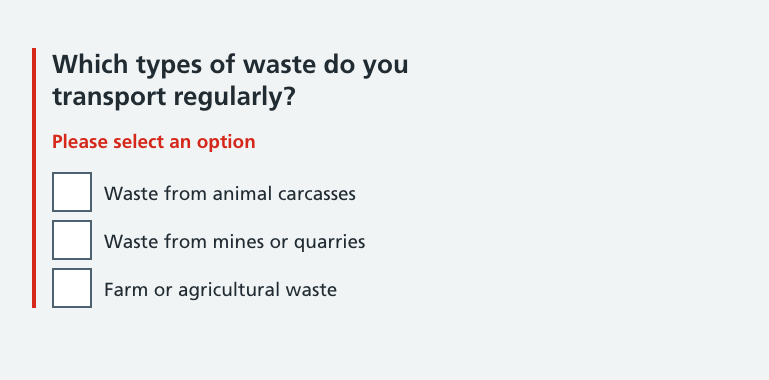 Which types of waste do you
transport regularly?
Please select an option
Waste from animal carcasses
Waste from mines or quarries
Farm or agricultural waste